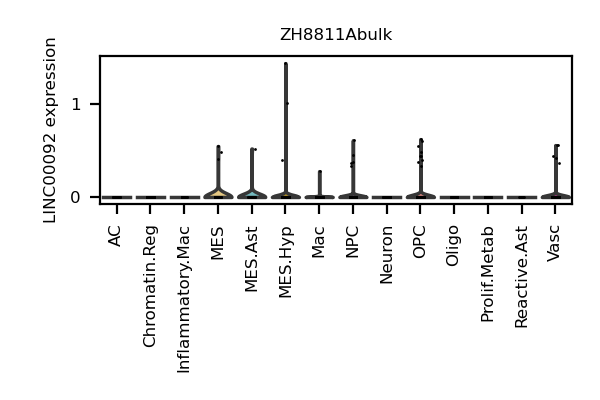 ZH8811Abulk
LINC00092 expression
1
0
AC
Chromatin.Reg
Inflammatory.Mac
MES
MES.Ast
MES.Hyp
Mac
NPC
Neuron
OPC
Oligo
Prolif.Metab
Reactive.Ast
Vasc